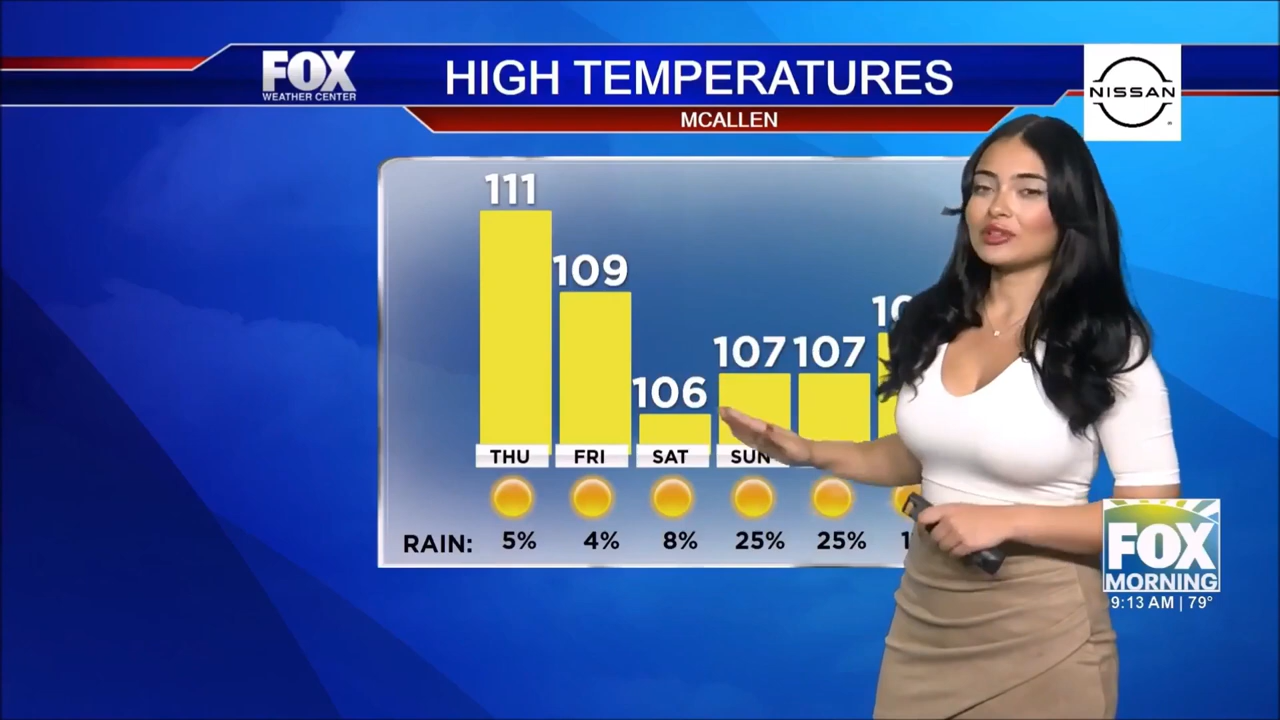 FOX
WEATHER CENTER
HIGH TEMPERATURES
NISSAN
MCALLEN
111
109
106
107
107
THU
FRI
SAT
SUN
RAIN:
5%
4%
8%
25%
25%
FOX
MORNING
9:13 AM | 79°